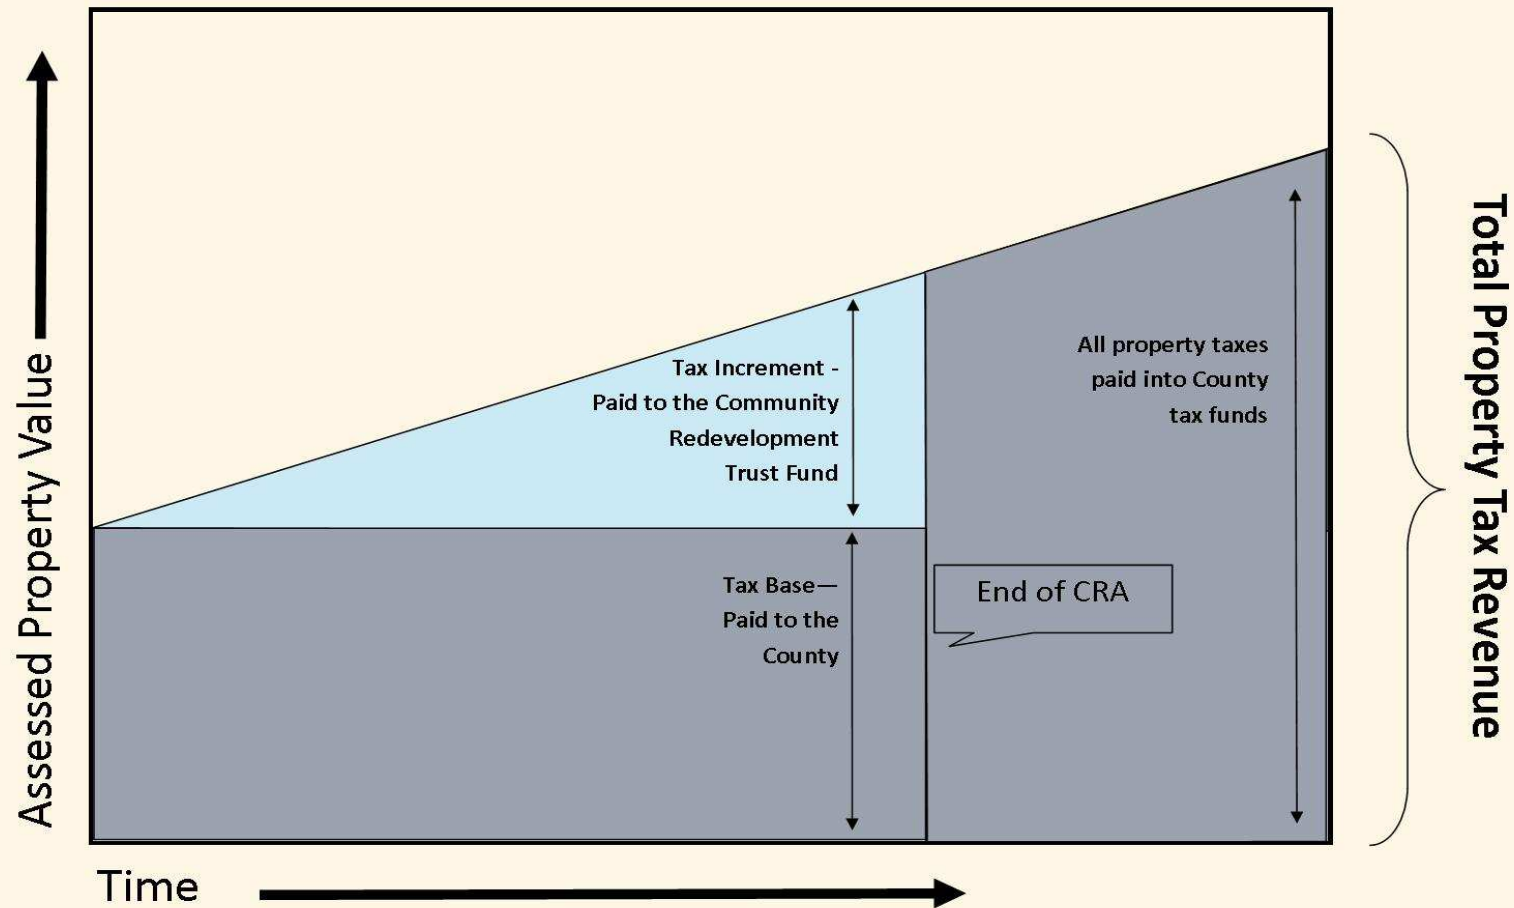 Assessed Property Value
Tax Increment -
Paid to the Community
Redevelopment
Trust Fund
Tax Base—
Paid to the
County
End of CRA
All property taxes
paid into County
tax funds
Total Property Tax Revenue
Time